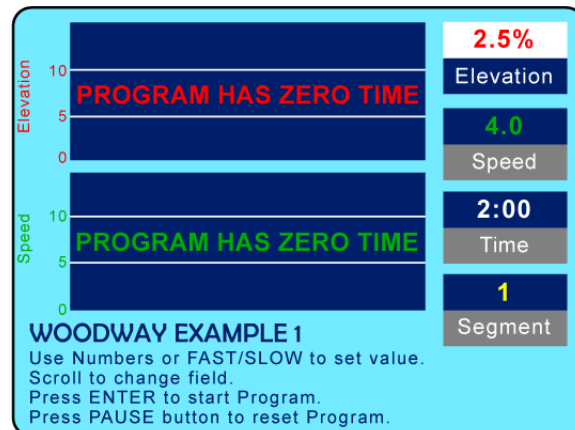 Elevation
10
5
0
PROGRAM HAS ZERO TIME
2.5%
Elevation
4.0
Speed
Speed
10
5
0
PROGRAM HAS ZERO TIME
2:00
Time
1
Segment
WOODWAY EXAMPLE 1
Use Numbers or FAST/SLOW to set value.
Scroll to change field.
Press ENTER to start Program.
Press PAUSE button to reset Program.